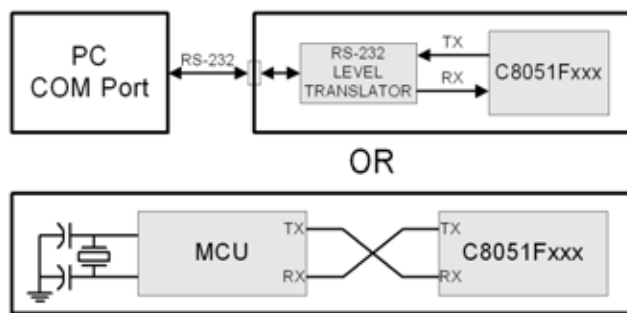 PC
COM Port
RS-232
RS-232
LEVEL
TRANSLATOR
TX
RX
C8051Fxxx
OR
MCU
TX
RX
TX
RX
C8051Fxxx